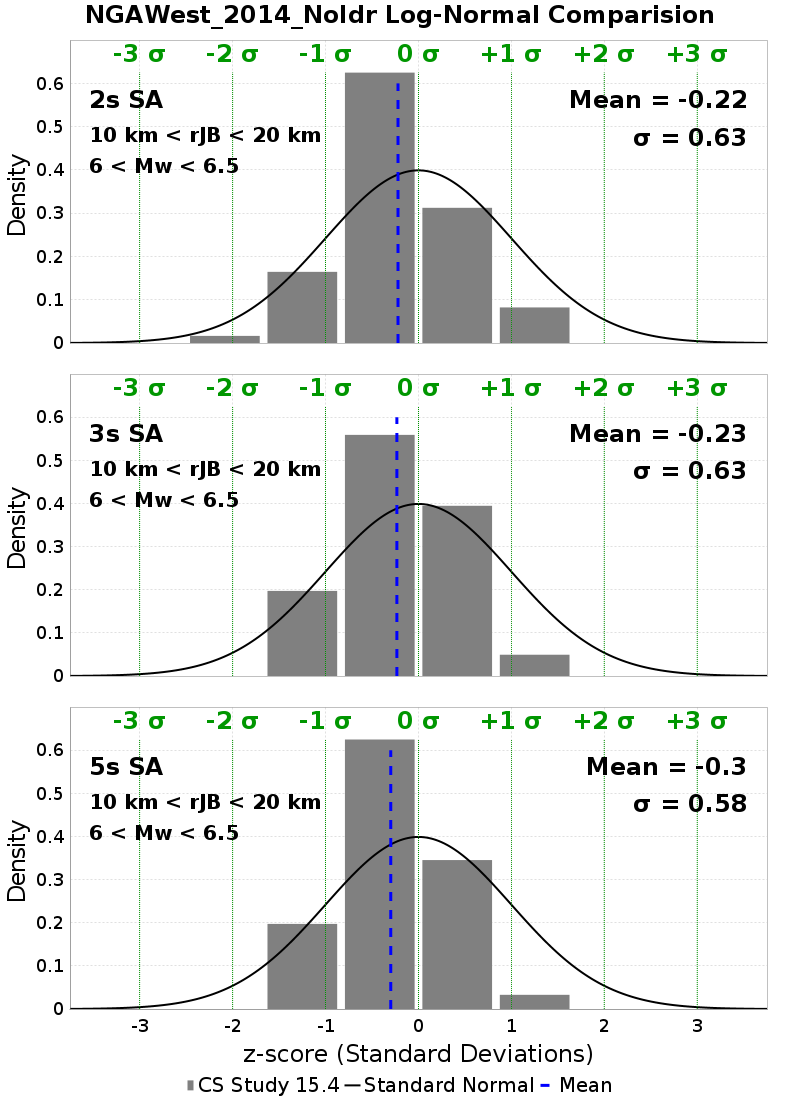 NGAWest_2014_NoIdr Log-Normal Comparision
-3 σ -2 σ -1 σ 0 σ +1 σ +2 σ +3 σ
0.6
2s SA Mean = -0.22
0.5
10 km < rJB < 20 km σ = 0.63
6 < Mw < 6.5
0.4
0.3
0.2
0.1
0
Density
-3 σ -2 σ -1 σ 0 σ +1 σ +2 σ +3 σ
0.6
3s SA Mean = -0.23
0.5
10 km < rJB < 20 km σ = 0.63
6 < Mw < 6.5
0.4
0.3
0.2
0.1
0
Density
-3 σ -2 σ -1 σ 0 σ +1 σ +2 σ +3 σ
0.6
5s SA Mean = -0.3
0.5
10 km < rJB < 20 km σ = 0.58
6 < Mw < 6.5
0.4
0.3
0.2
0.1
0
Density
-3 -2 -1 0 1 2 3
z-score (Standard Deviations)
CS Study 15.4 Standard Normal Mean